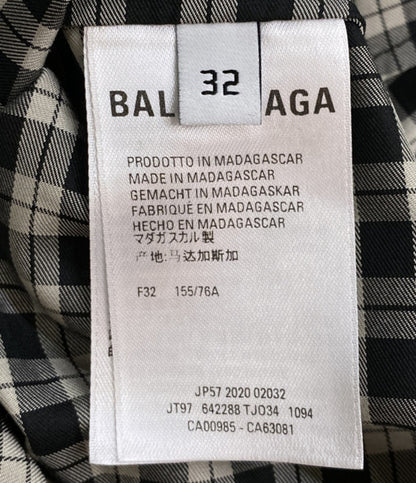 32
BAL AGA
PRODOTTO IN MADAGASCAR
MADE IN MADAGASCAR
GEMACHT IN MADAGASKAR
FABRIQUÉ EN MADAGASCAR
HECHO EN MADAGASCAR
マダガスカル製
产地:马达加斯加
F32 155/76A
JP57 2020 02032
JT97 642288 TJO34 1094
CA00985 - CA63081